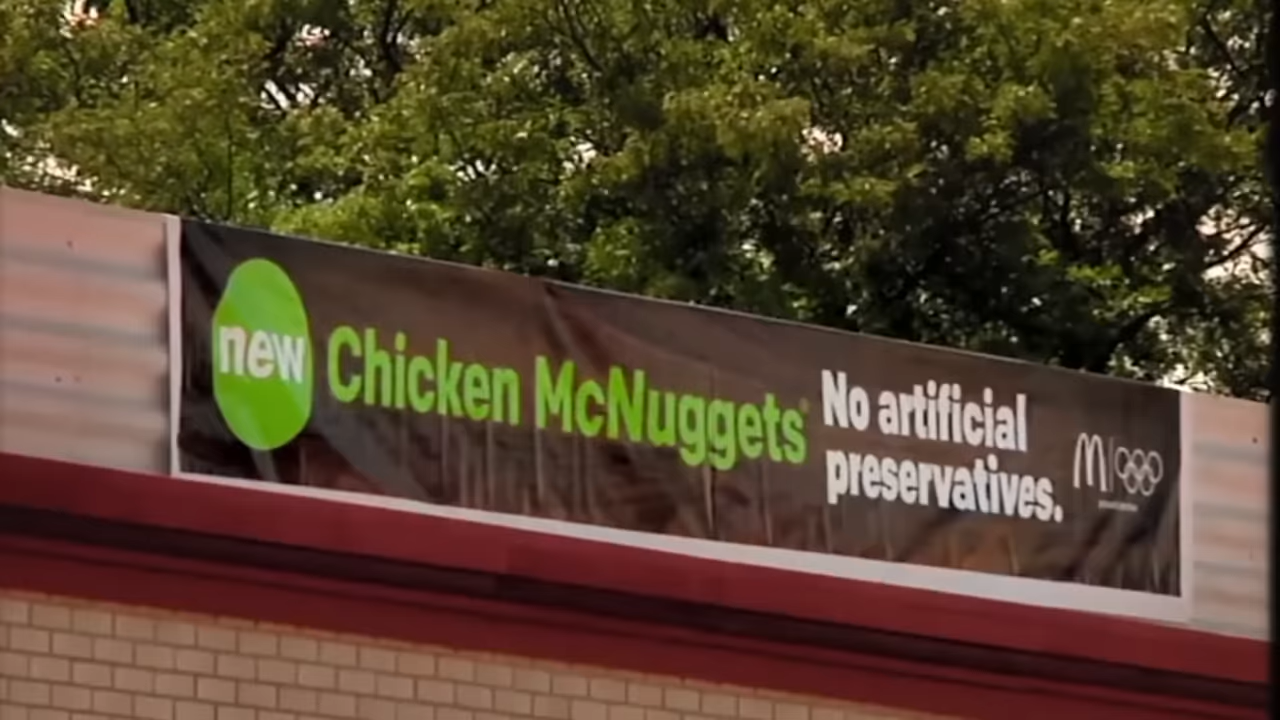 new
Chicken McNuggets
No artificial
preservatives.